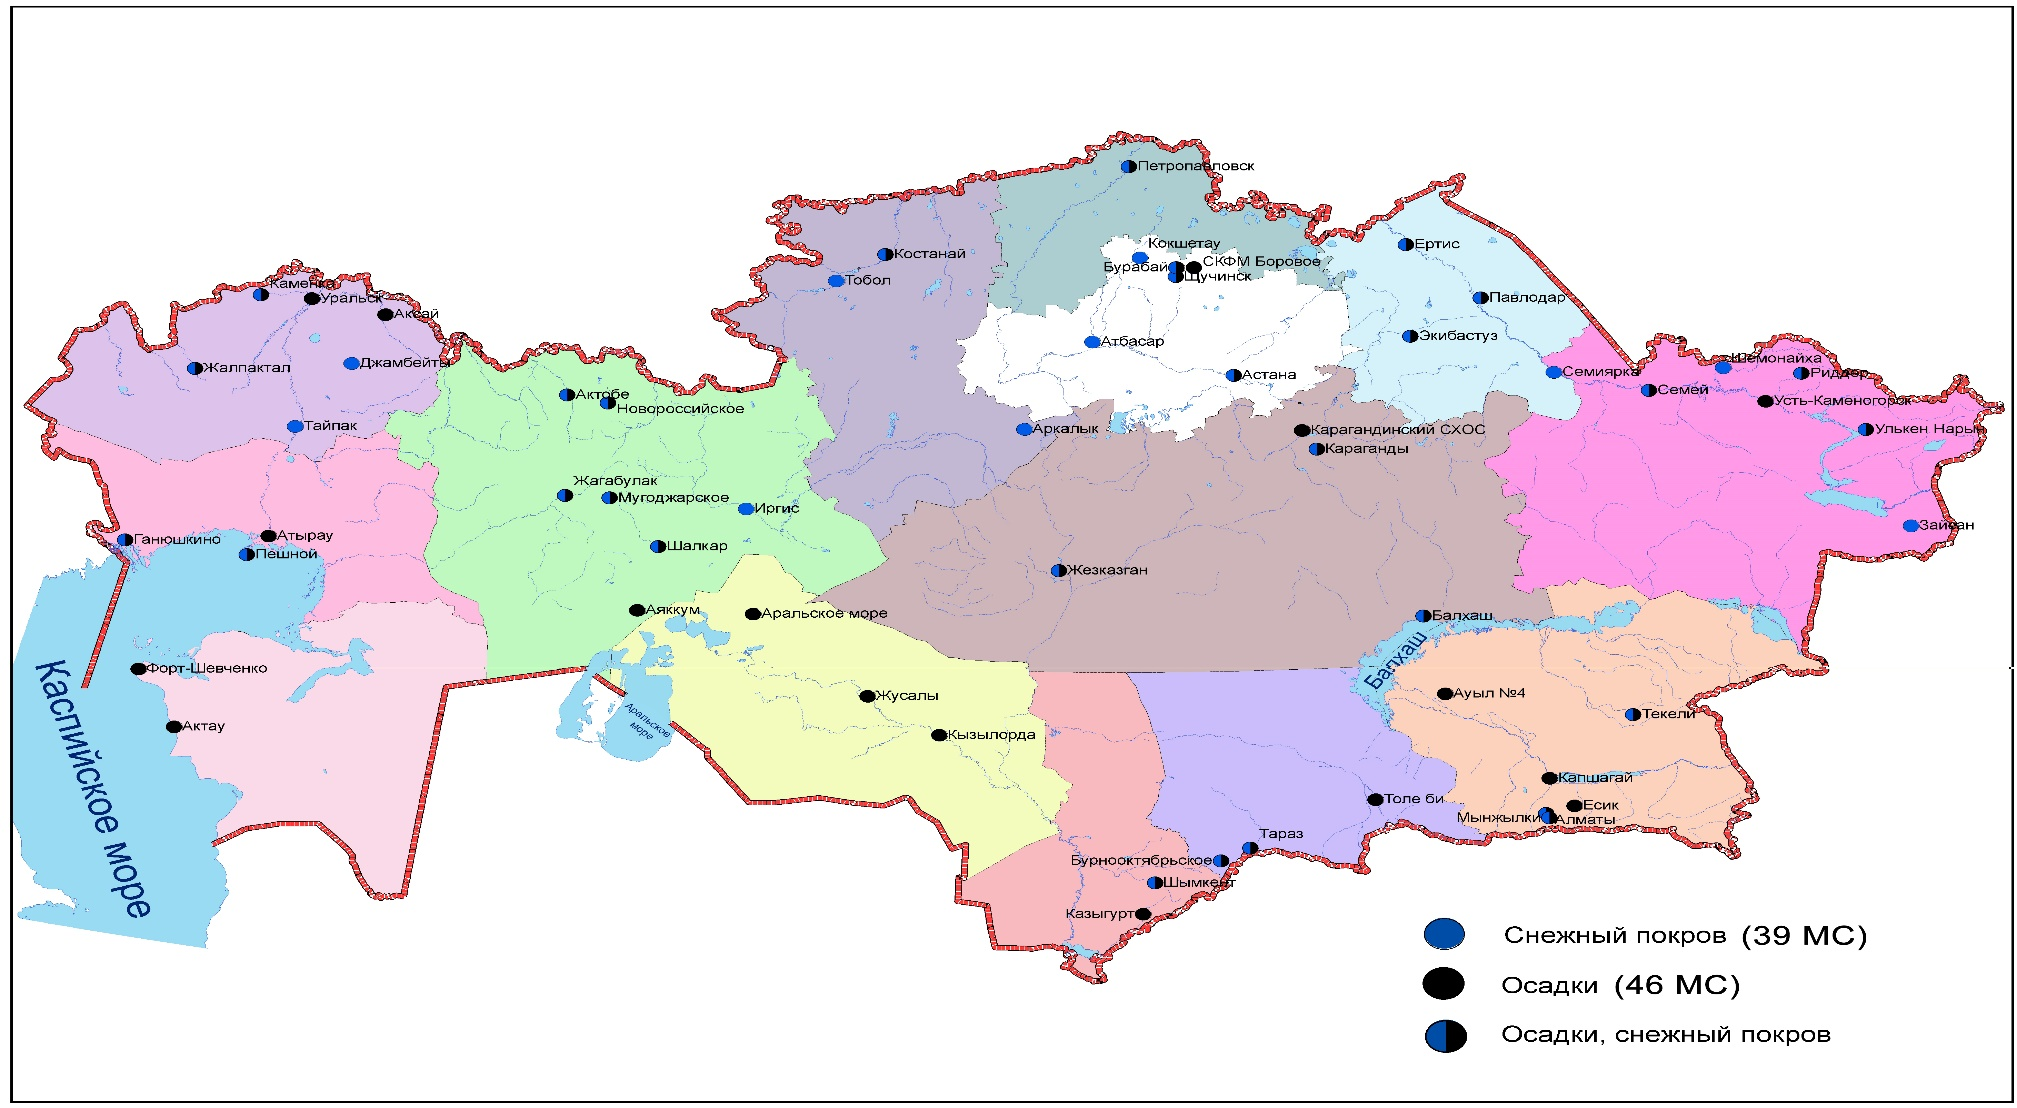 Петропавловск
Костанай
Тобол
Кокшетау
Бурабай
СКФМ Боровое
Щучинск
Ертис
Павлодар
Экибастуз
Атбасар
Астана
Каменка
Уральск
Аксай
Жалпактал
Джамбейты
Тайпак
Актобе
Новороссийское
Аркалык
Карагандинский СХОС
Караганды
Семиярка
Шемонайха
Риддер
Семей
Усть-Каменогорск
Улькен Нарын
Зайсан
Жагабулак
Мугоджарское
Иргис
Шалкар
Ганюшкино
Атырау
Пешной
Жезказган
Аяккум
Аральское море
Балхаш
Балхаш
Форт-Шевченко
Актау
Каспийское море
Аральское
море
Жусалы
Кызылорда
Ауыл №4
Текели
Капшагай
Толе би
Есик
Мынжылки
Алматы
Тараз
Бурнооктябрьское
Шымкент
Казыгурт
Снежный покров (39 МС)
Осадки (46 МС)
Осадки, снежный покров